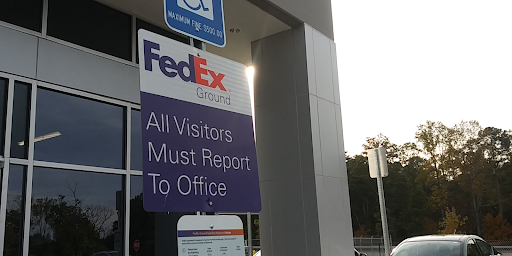 MAXIMUM FINE $500.00
FedEx
Ground
All Visitors
Must Report
To Office